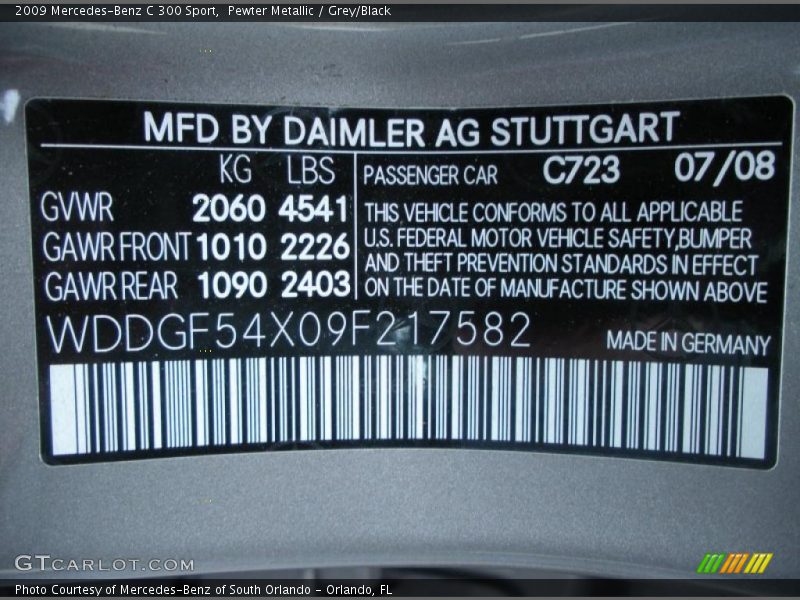 2009 Mercedes-Benz C 300 Sport, Pewter Metallic / Grey/Black
MFD BY DAIMLER AG STUTTGART
KG LBS PASSENGER CAR C723 07/08
GVWR 2060 4541
GAWR FRONT 1010 2226
GAWR REAR 1090 2403
THIS VEHICLE CONFORMS TO ALL APPLICABLE
U.S. FEDERAL MOTOR VEHICLE SAFETY,BUMPER
AND THEFT PREVENTION STANDARDS IN EFFECT
ON THE DATE OF MANUFACTURE SHOWN ABOVE
WDDGF54X09F217582
MADE IN GERMANY
GTCARLOT.COM
Photo Courtesy of Mercedes-Benz of South Orlando - Orlando, FL